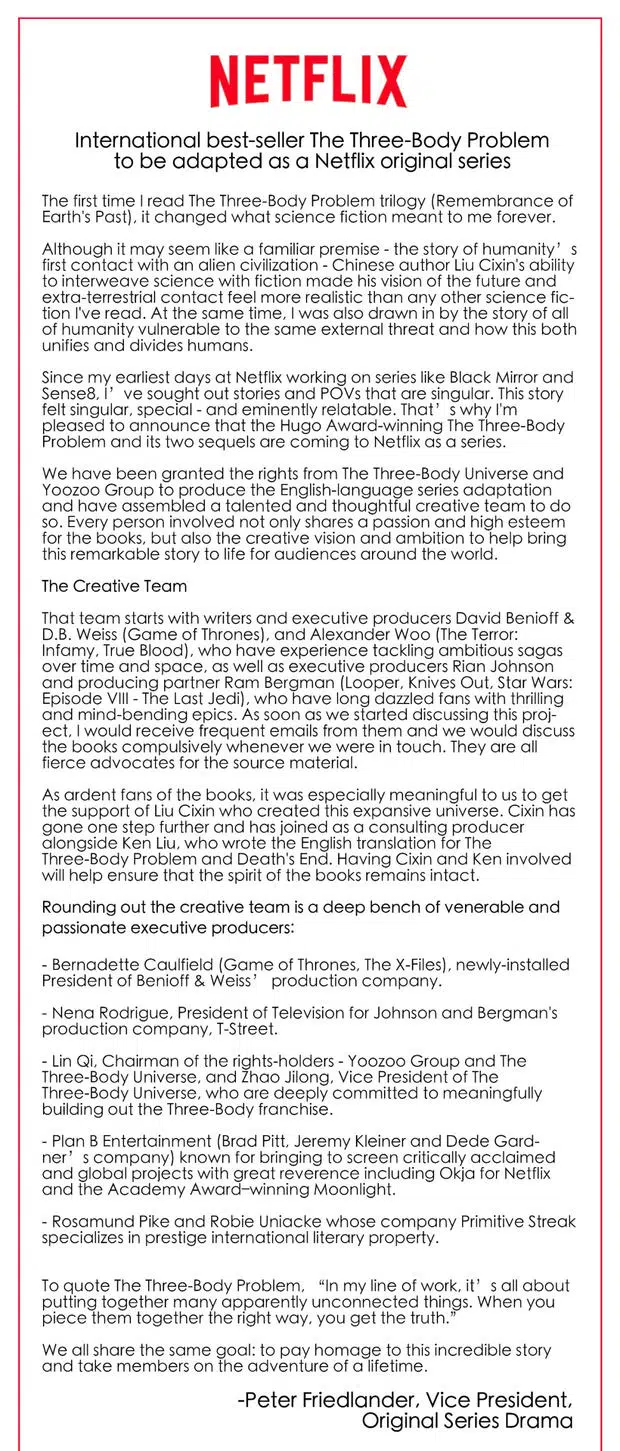 NETFLIX
International best-seller The Three-Body Problem
to be adapted as a Netflix original series
The first time I read The Three-Body Problem trilogy (Remembrance of
Earth's Past), it changed what science fiction meant to me forever.
Although it may seem like a familiar premise - the story of humanity’s
first contact with an alien civilization - Chinese author Liu Cixin's ability
to interweave science with fiction made his vision of the future and
extra-terrestrial contact feel more realistic than any other science fic-
tion I've read. At the same time, I was also drawn in by the story of all
of humanity vulnerable to the same external threat and how this both
unifies and divides humans.
Since my earliest days at Netflix working on series like Black Mirror and
Sense8, I’ve sought out stories and POVs that are singular. This story
felt singular, special - and eminently relatable. That’s why I'm
pleased to announce that the Hugo Award-winning The Three-Body
Problem and its two sequels are coming to Netflix as a series.
We have been granted the rights from The Three-Body Universe and
Yoozoo Group to produce the English-language series adaptation
and have assembled a talented and thoughtful creative team to do
so. Every person involved not only shares a passion and high esteem
for the books, but also the creative vision and ambition to help bring
this remarkable story to life for audiences around the world.
The Creative Team
That team starts with writers and executive producers David Benioff &
D.B. Weiss (Game of Thrones), and Alexander Woo (The Terror:
Infamy, True Blood), who have experience tackling ambitious sagas
over time and space, as well as executive producers Rian Johnson
and producing partner Ram Bergman (Looper, Knives Out, Star Wars:
Episode VIII - The Last Jedi), who have long dazzled fans with thrilling
and mind-bending epics. As soon as we started discussing this proj-
ect, I would receive frequent emails from them and we would discuss
the books compulsively whenever we were in touch. They are all
fierce advocates for the source material.
As ardent fans of the books, it was especially meaningful to us to get
the support of Liu Cixin who created this expansive universe. Cixin has
gone one step further and has joined as a consulting producer
alongside Ken Liu, who wrote the English translation for The
Three-Body Problem and Death's End. Having Cixin and Ken involved
will help ensure that the spirit of the books remains intact.
Rounding out the creative team is a deep bench of venerable and
passionate executive producers:
- Bernadette Caulfield (Game of Thrones, The X-Files), newly-installed
President of Benioff & Weiss’ production company.
- Nena Rodrigue, President of Television for Johnson and Bergman's
production company, T-Street.
- Lin Qi, Chairman of the rights-holders - Yoozoo Group and The
Three-Body Universe, and Zhao Jilong, Vice President of The
Three-Body Universe, who are deeply committed to meaningfully
building out the Three-Body franchise.
- Plan B Entertainment (Brad Pitt, Jeremy Kleiner and Dede Gard-
ner’s company) known for bringing to screen critically acclaimed
and global projects with great reverence including Okja for Netflix
and the Academy Award–winning Moonlight.
- Rosamund Pike and Robie Uniacke whose company Primitive Streak
specializes in prestige international literary property.
To quote The Three-Body Problem, “In my line of work, it’s all about
putting together many apparently unconnected things. When you
piece them together the right way, you get the truth.”
We all share the same goal: to pay homage to this incredible story
and take members on the adventure of a lifetime.
-Peter Friedlander, Vice President,
Original Series Drama